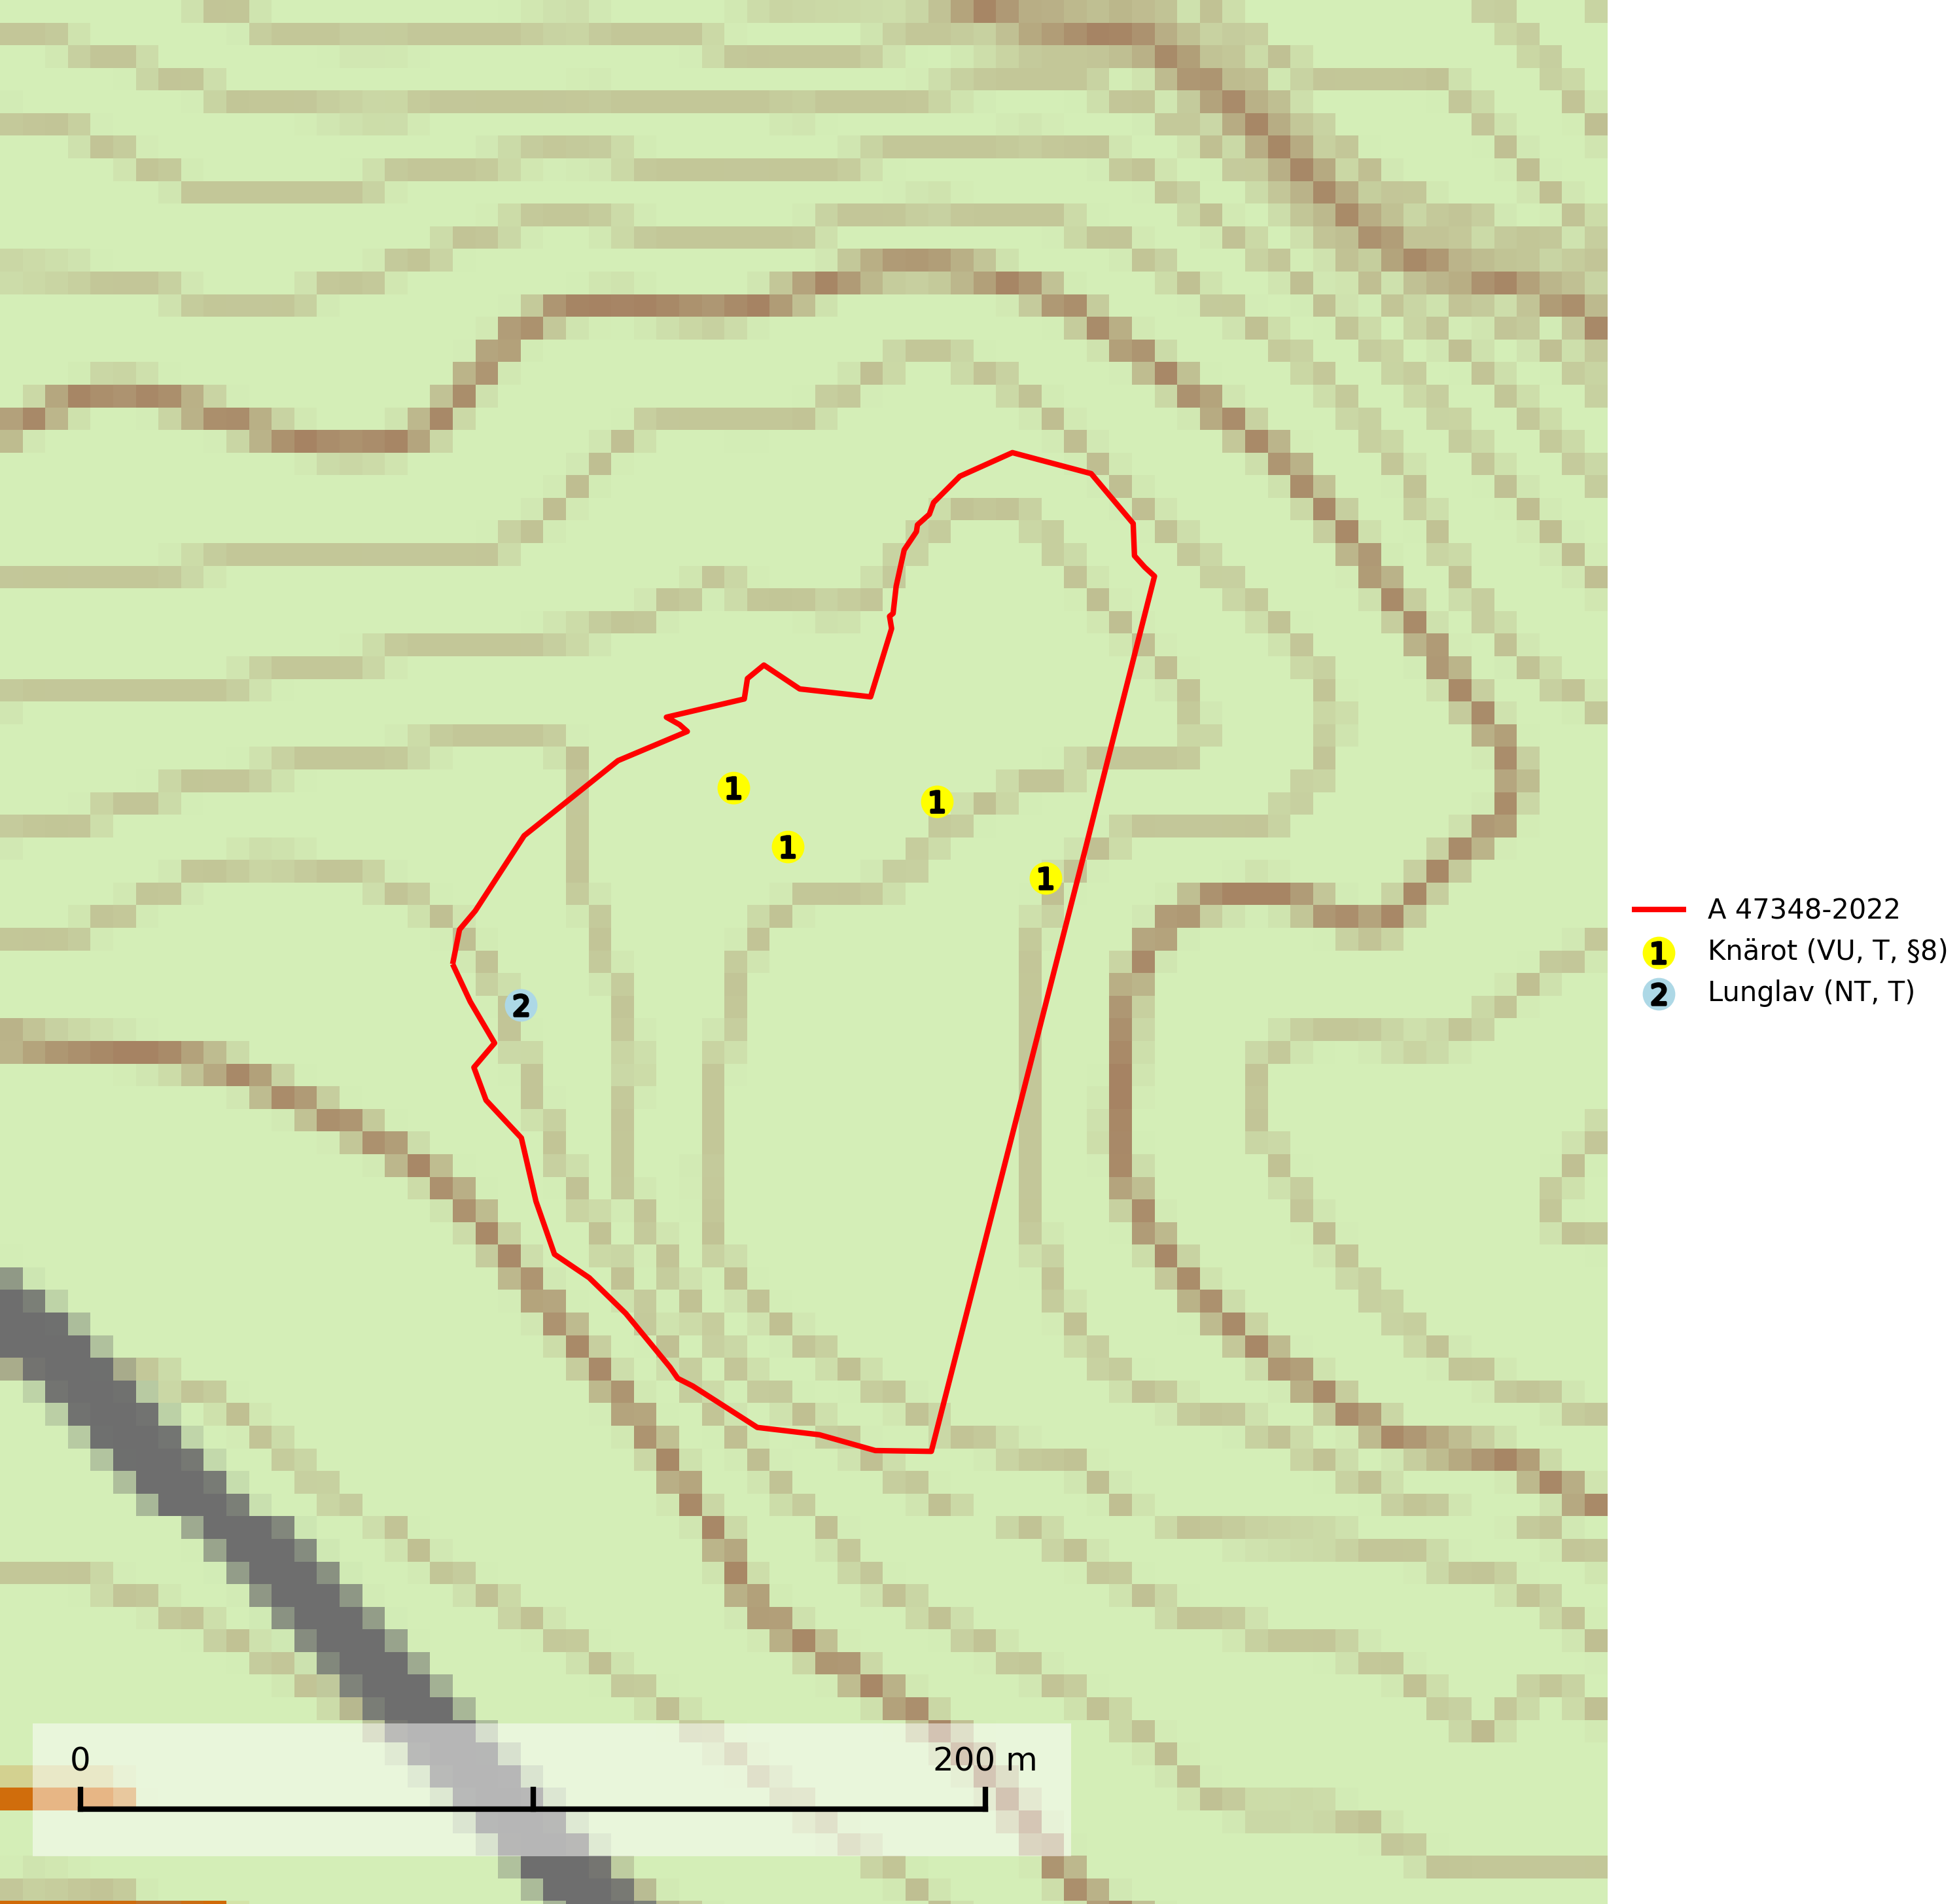 1
1
1
1
2
A 47348-2022
1 Knärot (VU, T, §8)
2 Lunglav (NT, T)
0 200 m